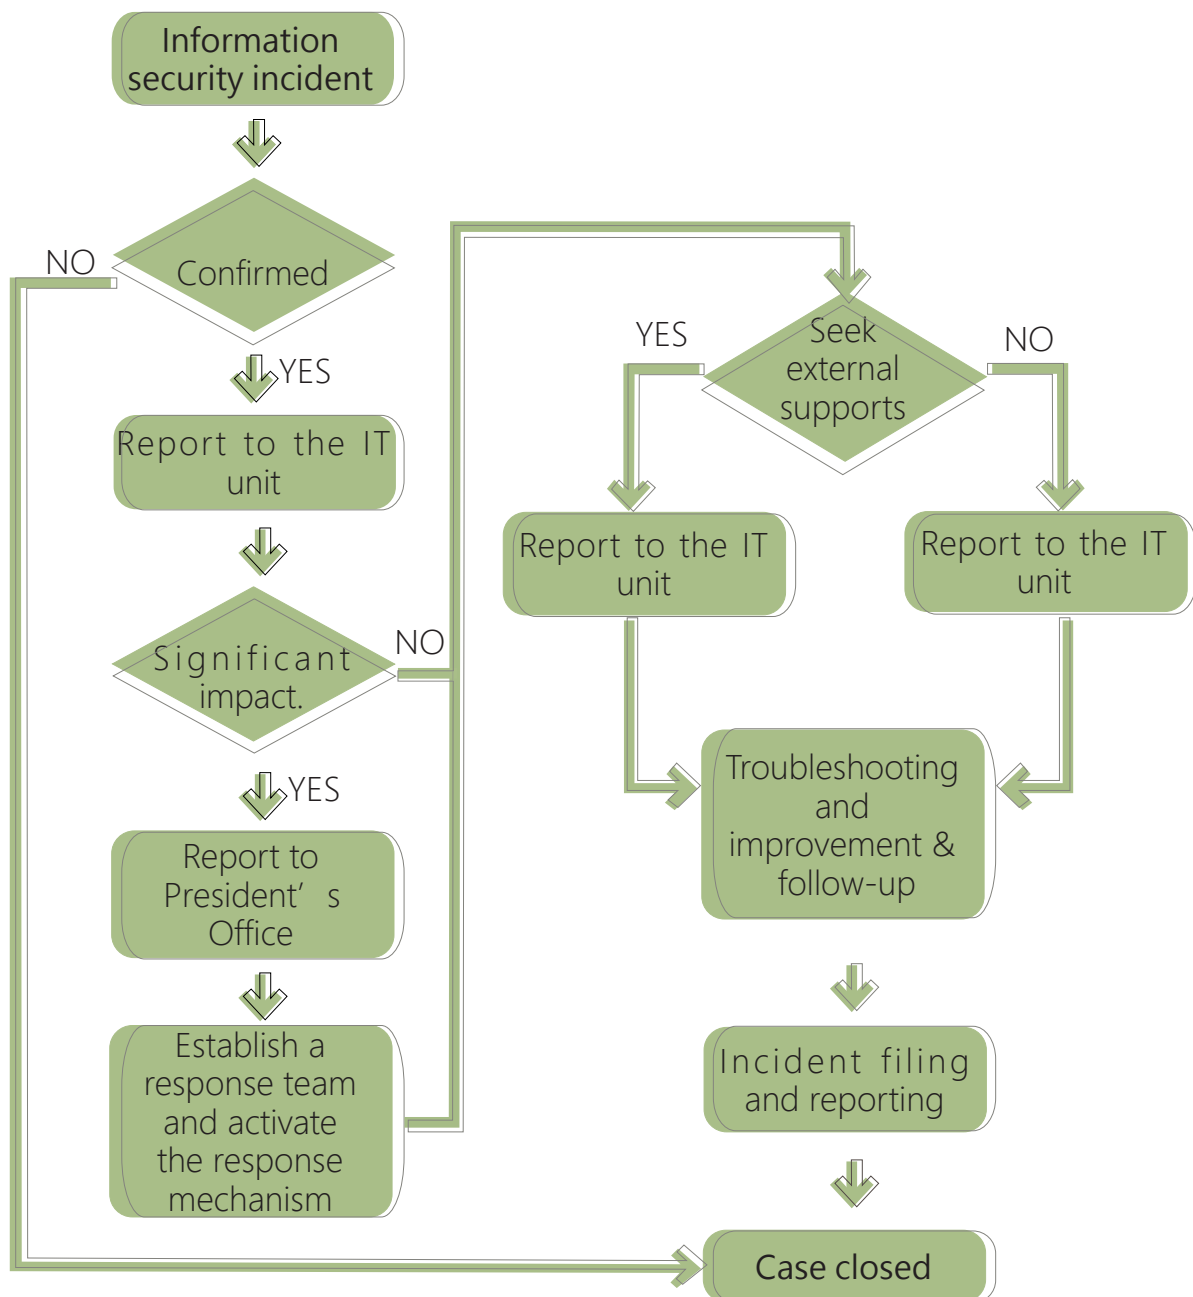 Information
security incident
NO
Confirmed
YES
Report to the IT
unit
Significant
impact.
NO
YES
Report to
President’ s
Office
Establish a
response team
and activate
the response
mechanism
Seek
external
supports
YES
NO
Report to the IT
unit
Report to the IT
unit
Troubleshooting
and
improvement &
follow-up
Incident filing
and reporting
Case closed